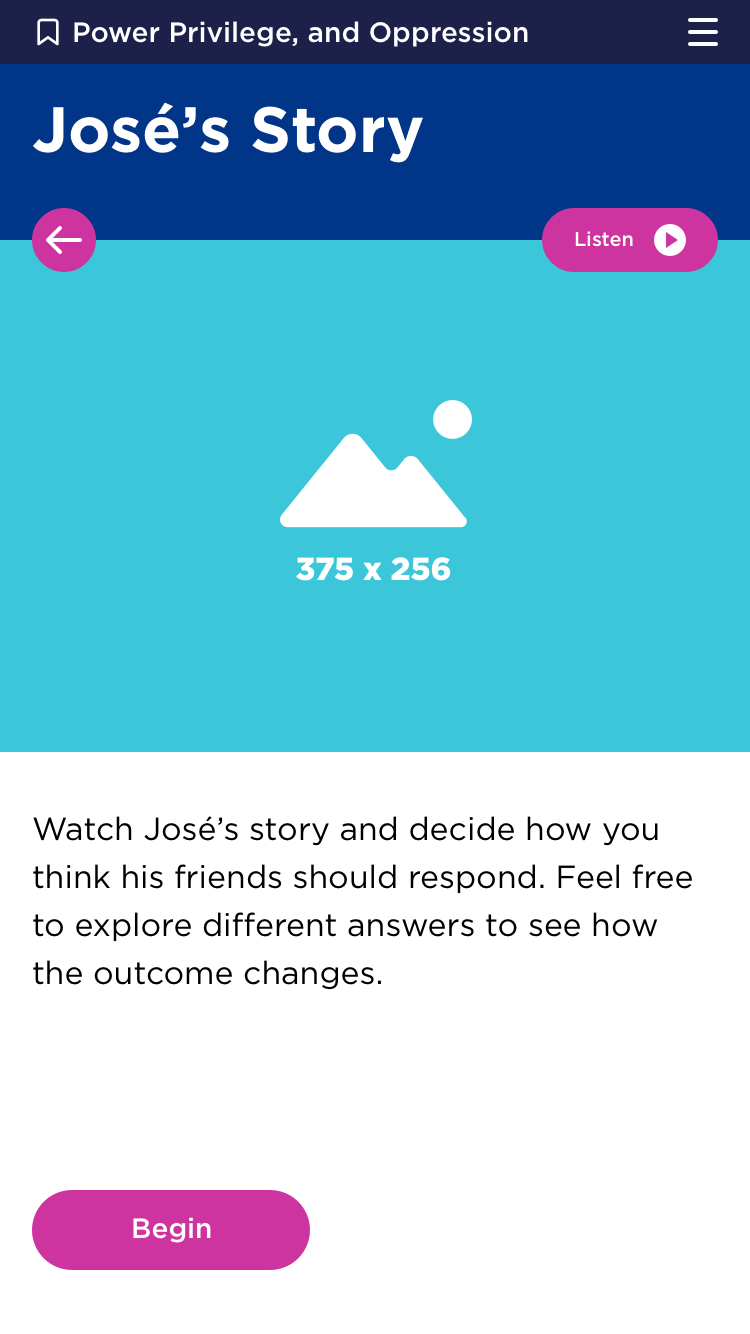 Power Privilege, and Oppression
José’s Story
Listen
375 x 256
Watch José’s story and decide how you
think his friends should respond. Feel free
to explore different answers to see how
the outcome changes.
Begin